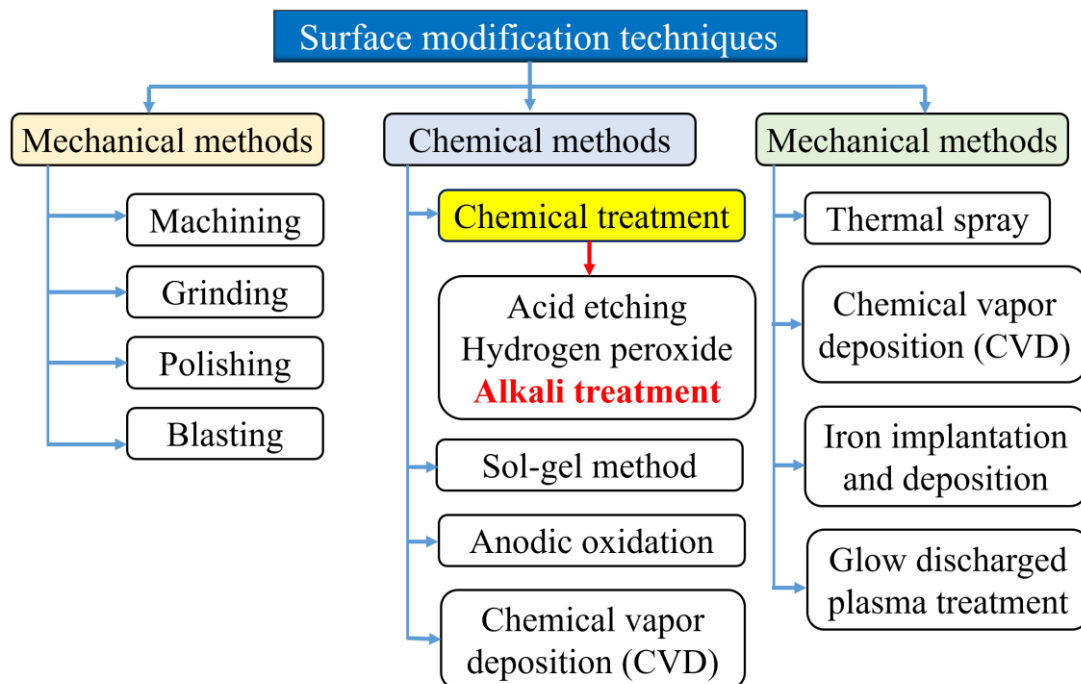 Surface modification techniques
Mechanical methods
Machining
Grinding
Polishing
Blasting
Chemical methods
Chemical treatment
Acid etching
Hydrogen peroxide
Alkali treatment
Sol-gel method
Anodic oxidation
Chemical vapor
deposition (CVD)
Mechanical methods
Thermal spray
Chemical vapor
deposition (CVD)
Iron implantation
and deposition
Glow discharged
plasma treatment